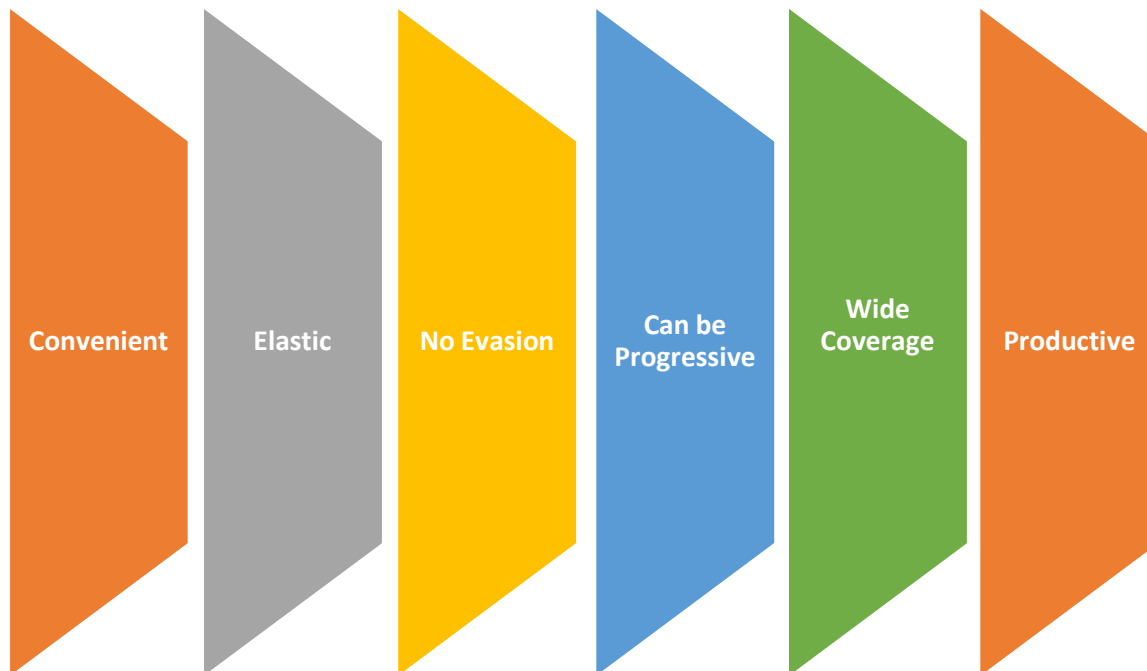 Convenient
Elastic
No Evasion
Can be
Progressive
Wide
Coverage
Productive